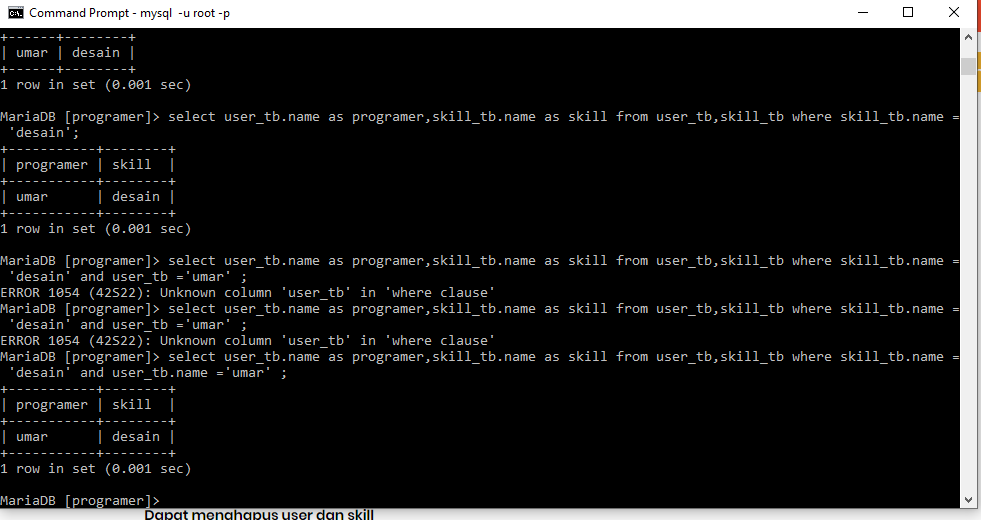 Command Prompt - mysql  -u root -p
+------+--------+
| umar | desain |
+------+--------+
1 row in set (0.001 sec)
MariaDB [programer]> select user_tb.name as programer,skill_tb.name as skill from user_tb,skill_tb where skill_tb.name =
 'desain';
+-----------+--------+
| programer | skill  |
+-----------+--------+
| umar      | desain |
+-----------+--------+
1 row in set (0.001 sec)
MariaDB [programer]> select user_tb.name as programer,skill_tb.name as skill from user_tb,skill_tb where skill_tb.name =
 'desain' and user_tb ='umar' ;
ERROR 1054 (42S22): Unknown column 'user_tb' in 'where clause'
MariaDB [programer]> select user_tb.name as programer,skill_tb.name as skill from user_tb,skill_tb where skill_tb.name =
 'desain' and user_tb ='umar' ;
ERROR 1054 (42S22): Unknown column 'user_tb' in 'where clause'
MariaDB [programer]> select user_tb.name as programer,skill_tb.name as skill from user_tb,skill_tb where skill_tb.name =
 'desain' and user_tb.name ='umar' ;
+-----------+--------+
| programer | skill  |
+-----------+--------+
| umar      | desain |
+-----------+--------+
1 row in set (0.001 sec)
MariaDB [programer]>
Dapat menghapus user dan skill